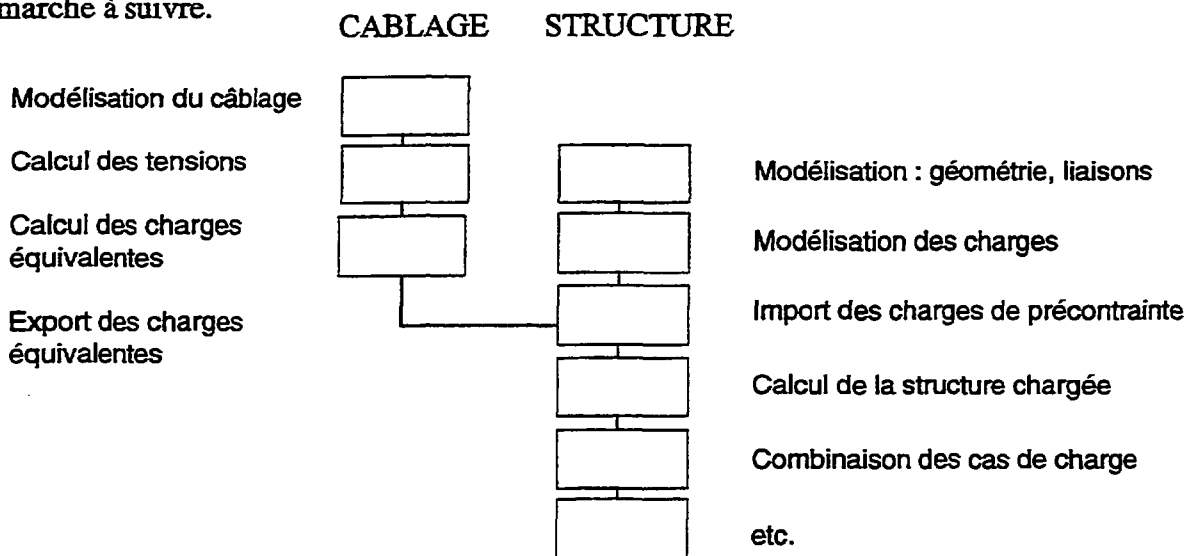 marche à suivre.
CABLAGE STRUCTURE
Modélisation du câblage
Calcul des tensions
Modélisation : géométrie, liaisons
Calcul des charges
équivalentes
Modélisation des charges
Export des charges
équivalentes
Import des charges de précontrainte
Calcul de la structure chargée
Combinaison des cas de charge
etc.